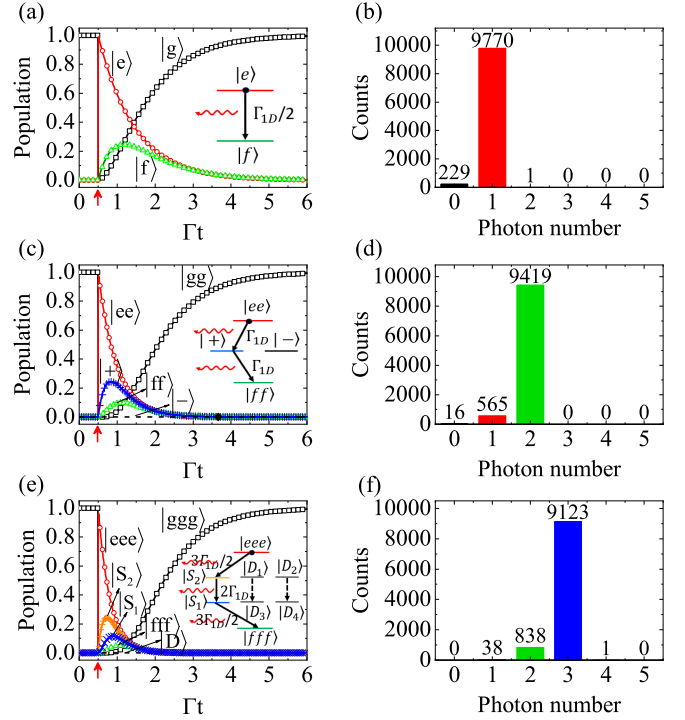 (a)
Population
1.0
0.8
0.6
0.4
0.2
0.0
|e⟩
|g⟩
|f⟩
|e⟩
Γ1D/2
|f⟩
0 1 2 3 4 5 6
Γt
(b)
Counts
10000
8000
6000
4000
2000
0
229
9770
1
0
0
0
0 1 2 3 4 5
Photon number
(c)
Population
1.0
0.8
0.6
0.4
0.2
0.0
|ee⟩
|gg⟩
|+⟩
|ff⟩
|−⟩
|ee⟩
|+⟩
|−⟩
Γ1D
Γ1D
|ff⟩
0 1 2 3 4 5 6
Γt
(d)
Counts
10000
8000
6000
4000
2000
0
16
565
9419
0
0
0
0 1 2 3 4 5
Photon number
(e)
Population
1.0
0.8
0.6
0.4
0.2
0.0
|eee⟩
|ggg⟩
|S2⟩
|S1⟩
|fff⟩
|D⟩
|eee⟩
3Γ1D/2
|S2⟩
|D1⟩
|D2⟩
2Γ1D
|S1⟩
|D3⟩
|D4⟩
3Γ1D/2
|fff⟩
0 1 2 3 4 5 6
Γt
(f)
Counts
10000
8000
6000
4000
2000
0
0
38
838
9123
1
0
0 1 2 3 4 5
Photon number